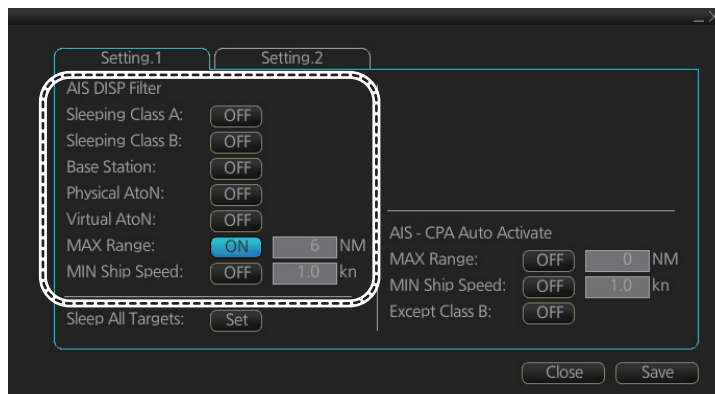 Setting.1 Setting.2
AIS DISP Filter
Sleeping Class A: OFF
Sleeping Class B: OFF
Base Station: OFF
Physical AtoN: OFF
Virtual AtoN: OFF
MAX Range: ON 6 NM
MIN Ship Speed: OFF 1.0 kn
Sleep All Targets: Set
AIS - CPA Auto Activate
MAX Range: OFF 0 NM
MIN Ship Speed: OFF 1.0 kn
Except Class B: OFF
Close Save